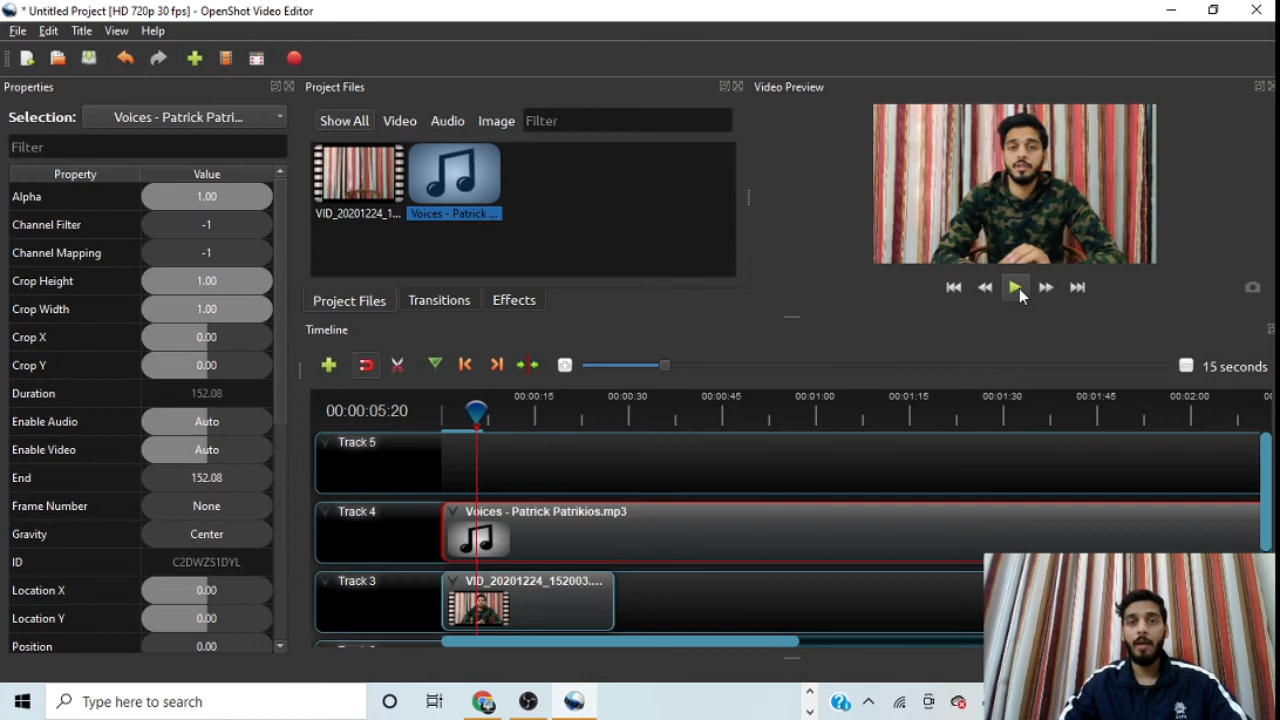 * Untitled Project [HD 720p 30 fps] - OpenShot Video Editor
File Edit Title View Help
Properties
Project Files
Video Preview
Selection: Voices - Patrick Patri...
Show All Video Audio Image Filter
Filter
Property Value
Alpha 1.00
Channel Filter -1
Channel Mapping -1
Crop Height 1.00
Crop Width 1.00
Crop X 0.00
Crop Y 0.00
Duration 152.08
Enable Audio Auto
Enable Video Auto
End 152.08
Frame Number None
Gravity Center
ID C2DWZS1DYL
Location X 0.00
Location Y 0.00
Position 0.00
VID_20201224_1... Voices - Patrick ...
Project Files Transitions Effects
Timeline
15 seconds
00:00:05:20
00:00:15 00:00:30 00:00:45 00:01:00 00:01:15 00:01:30 00:01:45 00:02:00
Track 5
Track 4 Voices - Patrick Patrikios.mp3
Track 3 VID_20201224_152003....
Type here to search